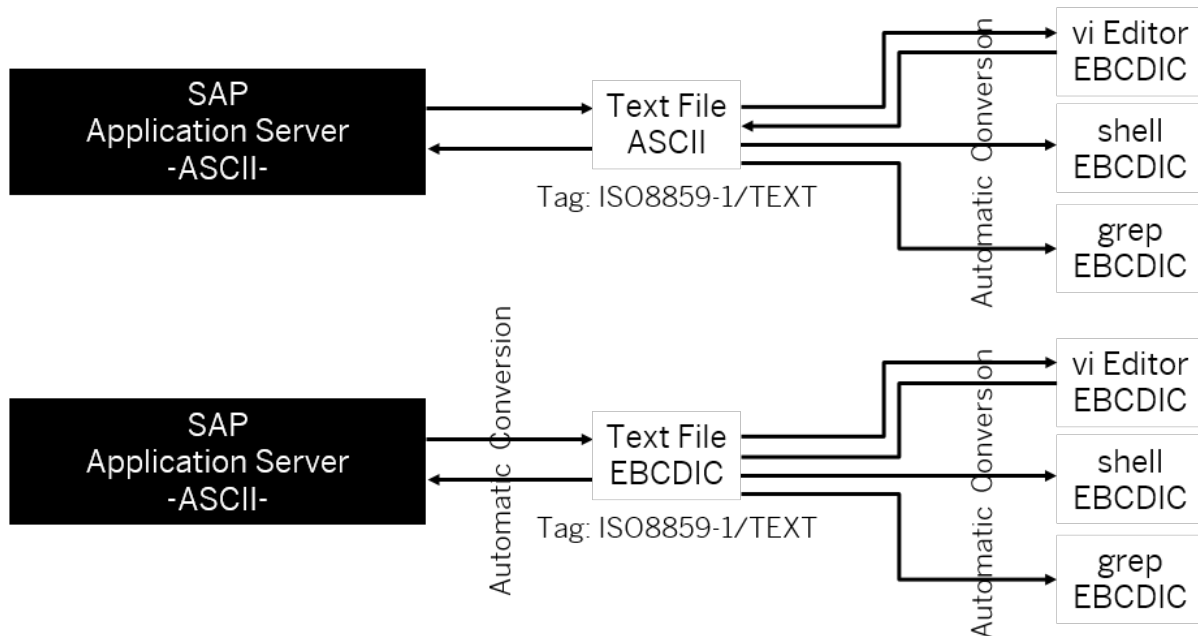 SAP
Application Server
-ASCII-
Text File
ASCII
Tag: ISO8859-1/TEXT
Automatic Conversion
vi Editor
EBCDIC
shell
EBCDIC
grep
EBCDIC
SAP
Application Server
-ASCII-
Automatic Conversion
Text File
EBCDIC
Tag: ISO8859-1/TEXT
Automatic Conversion
vi Editor
EBCDIC
shell
EBCDIC
grep
EBCDIC